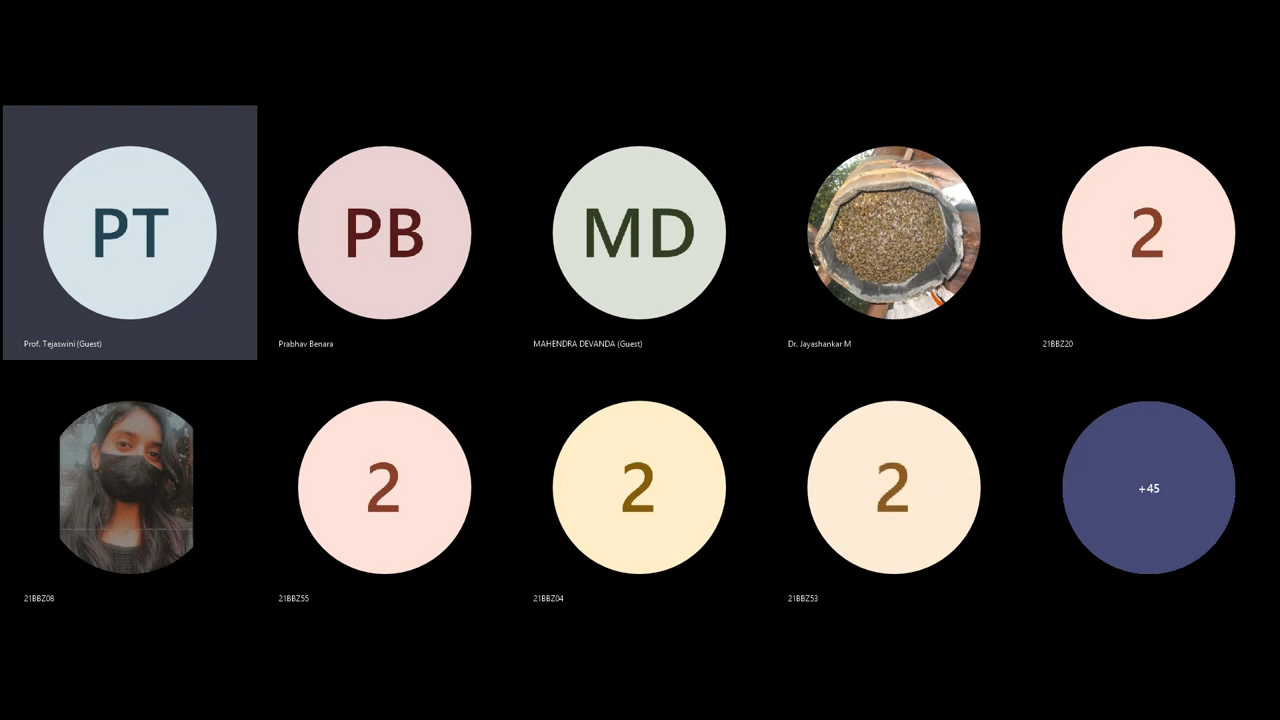 PT
PB
MD
2
Prof. Tejaswini (Guest)
Prabhav Benara
MAHENDRA DEVANDA (Guest)
Dr. Jayashankar M
21BBZ20
2
2
2
+45
21BBZ08
21BBZ55
21BBZ04
21BBZ53